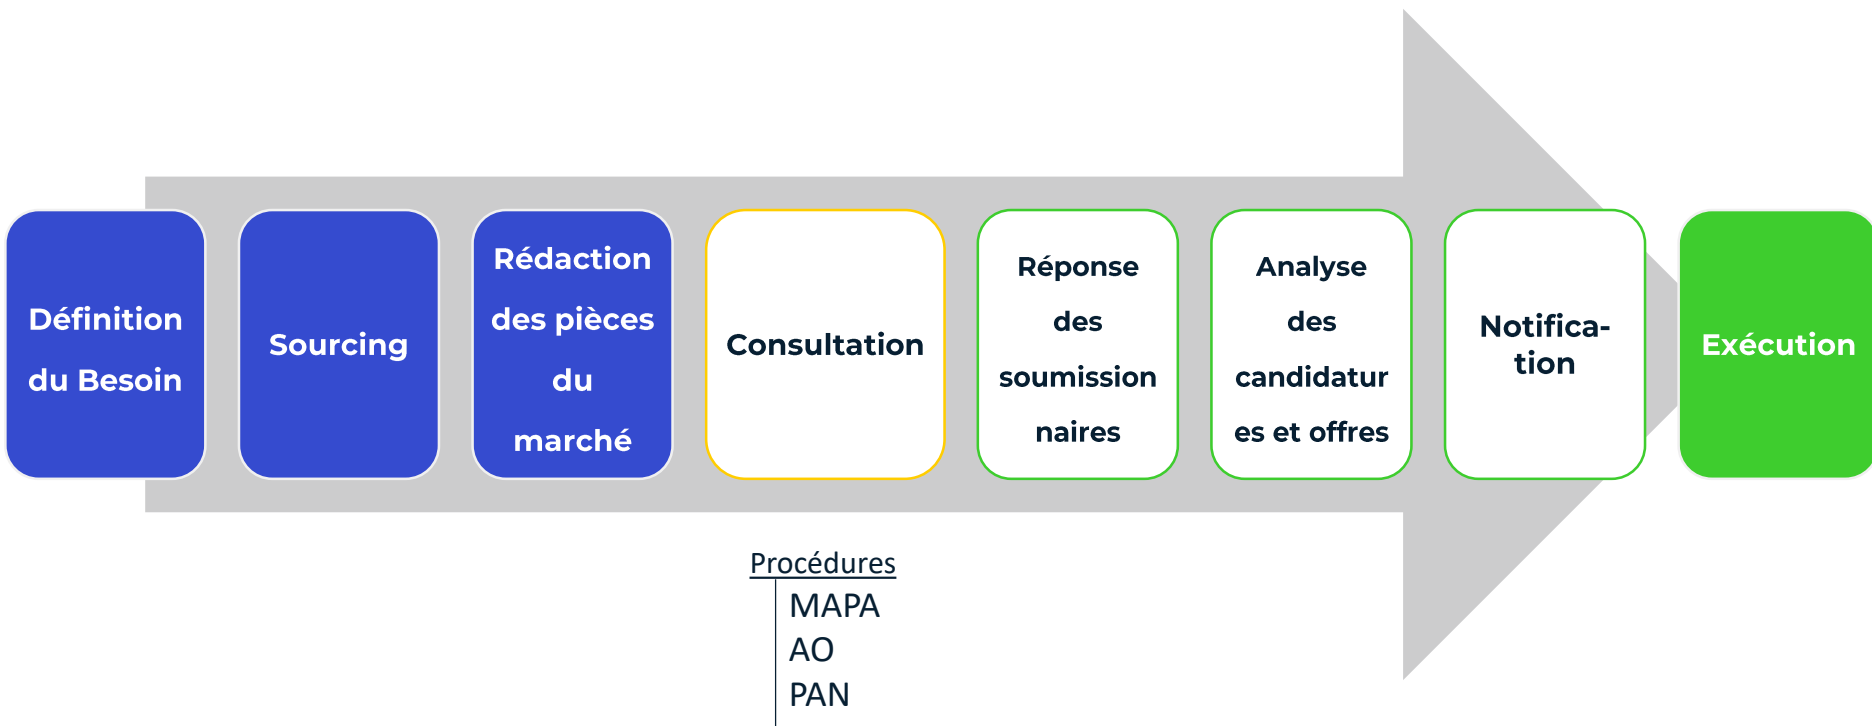 Définition
du Besoin
Sourcing
Rédaction
des pièces
du
marché
Consultation
Réponse
des
soumission
naires
Analyse
des
candidatur
es et offres
Notifica-
tion
Exécution
Procédures
MAPA
AO
PAN